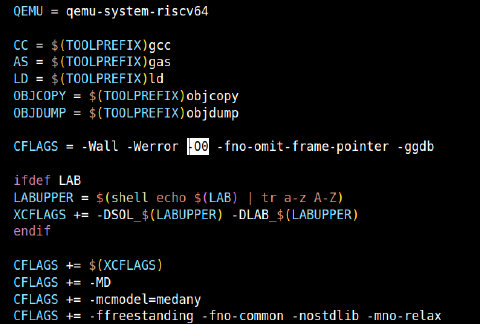 QEMU = qemu-system-riscv64
CC = $(TOOLPREFIX)gcc
AS = $(TOOLPREFIX)gas
LD = $(TOOLPREFIX)ld
OBJCOPY = $(TOOLPREFIX)objcopy
OBJDUMP = $(TOOLPREFIX)objdump
CFLAGS = -Wall -Werror -O0 -fno-omit-frame-pointer -ggdb
ifdef LAB
LABUPPER = $(shell echo $(LAB) | tr a-z A-Z)
XCFLAGS += -DSOL_$(LABUPPER) -DLAB_$(LABUPPER)
endif
CFLAGS += $(XCFLAGS)
CFLAGS += -MD
CFLAGS += -mcmodel=medany
CFLAGS += -ffreestanding -fno-common -nostdlib -mno-relax